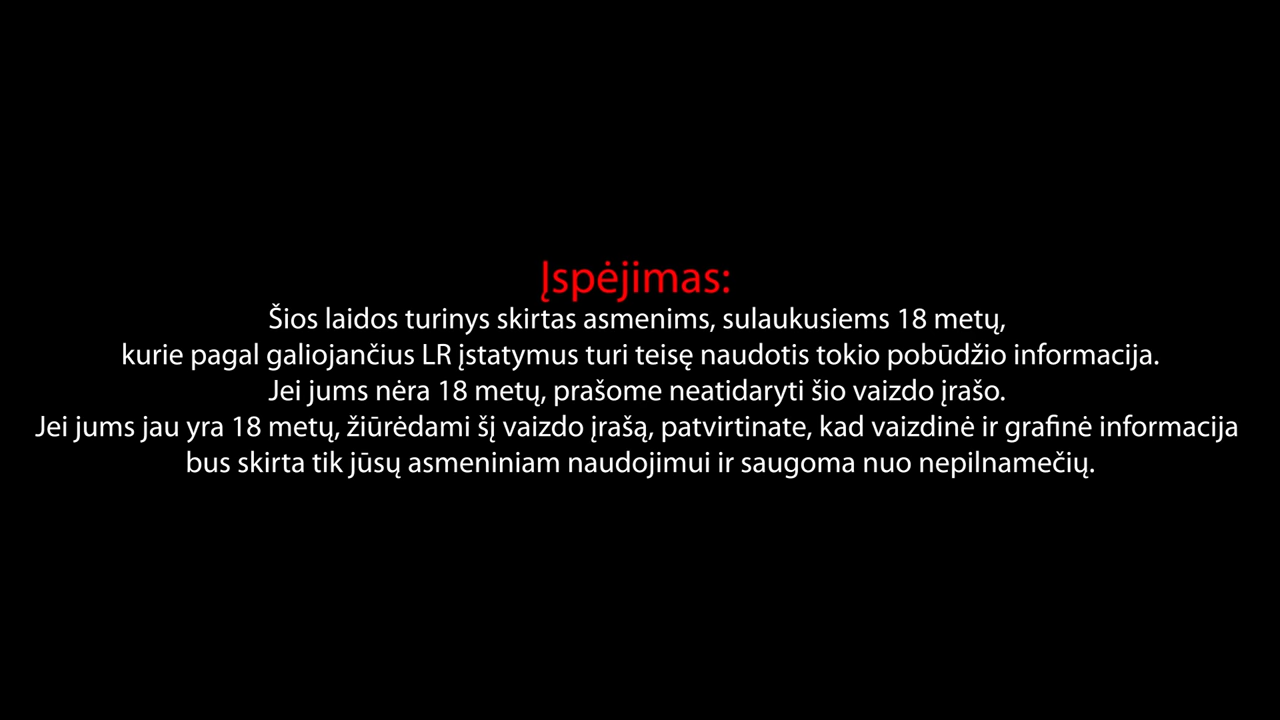 Įspėjimas:
Šios laidos turinys skirtas asmenims, sulaukusiems 18 metų,
kurie pagal galiojančius LR įstatymus turi teisę naudotis tokio pobūdžio informacija.
Jei jums nėra 18 metų, prašome neatidaryti šio vaizdo įrašo.
Jei jums jau yra 18 metų, žiūrėdami šį vaizdo įrašą, patvirtinate, kad vaizdinė ir grafinė informacija
bus skirta tik jūsų asmeniniam naudojimui ir saugoma nuo nepilnamečių.